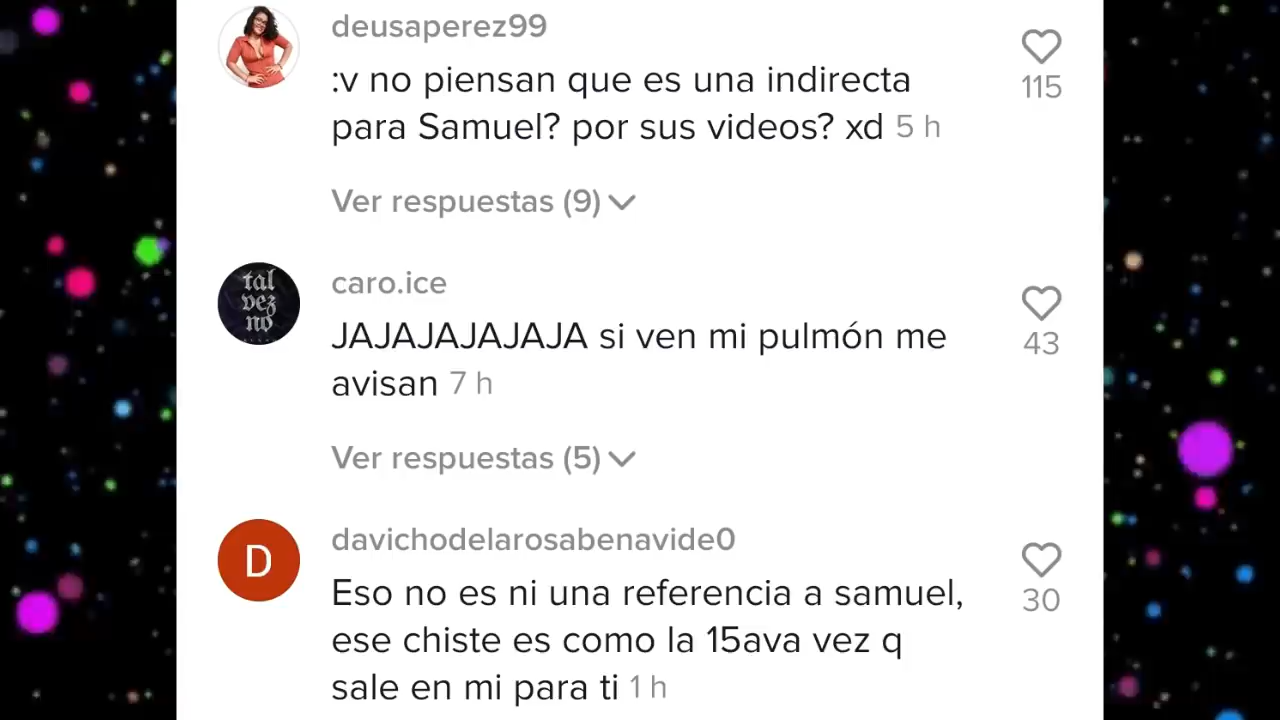 deusaperez99
:v no piensan que es una indirecta
para Samuel? por sus videos? xd 5 h
115
Ver respuestas (9)
tal
vez
no
caro.ice
JAJAJAJAJAJA si ven mi pulmón me
avisan 7 h
43
Ver respuestas (5)
D
davichodelarosabenavide0
Eso no es ni una referencia a samuel,
ese chiste es como la 15ava vez q
sale en mi para ti 1 h
30